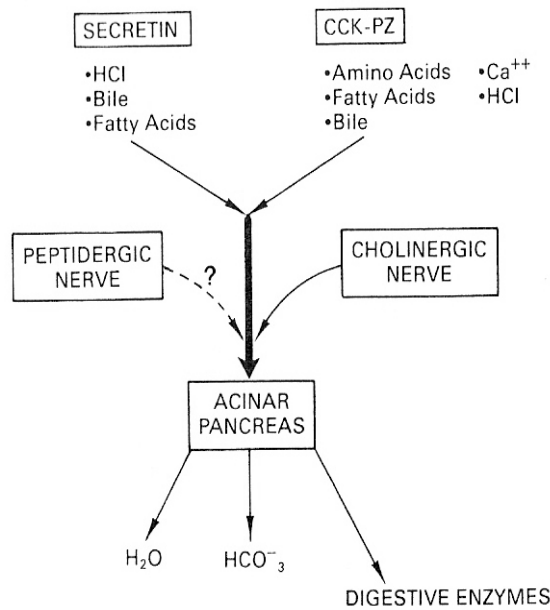 SECRETIN
•HCl
•Bile
•Fatty Acids
CCK-PZ
•Amino Acids •Ca⁺⁺
•Fatty Acids •HCl
•Bile
PEPTIDERGIC
NERVE
?
CHOLINERGIC
NERVE
ACINAR
PANCREAS
H₂O
HCO⁻₃
DIGESTIVE ENZYMES